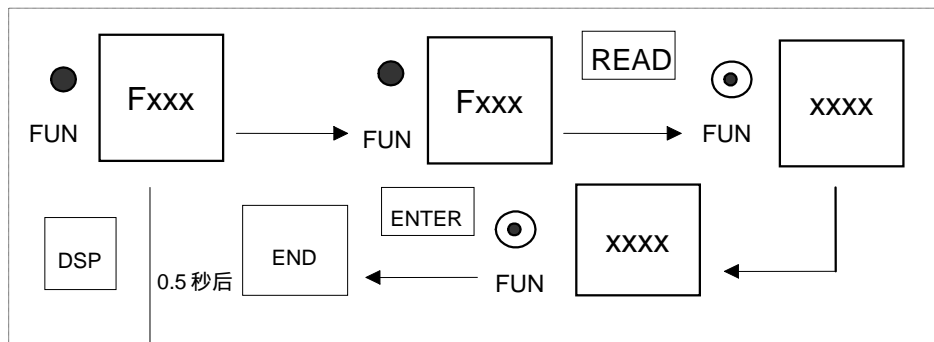 Fxxx
FUN
Fxxx
FUN
READ
FUN
xxxx
DSP
0.5 秒后
END
ENTER
FUN
xxxx